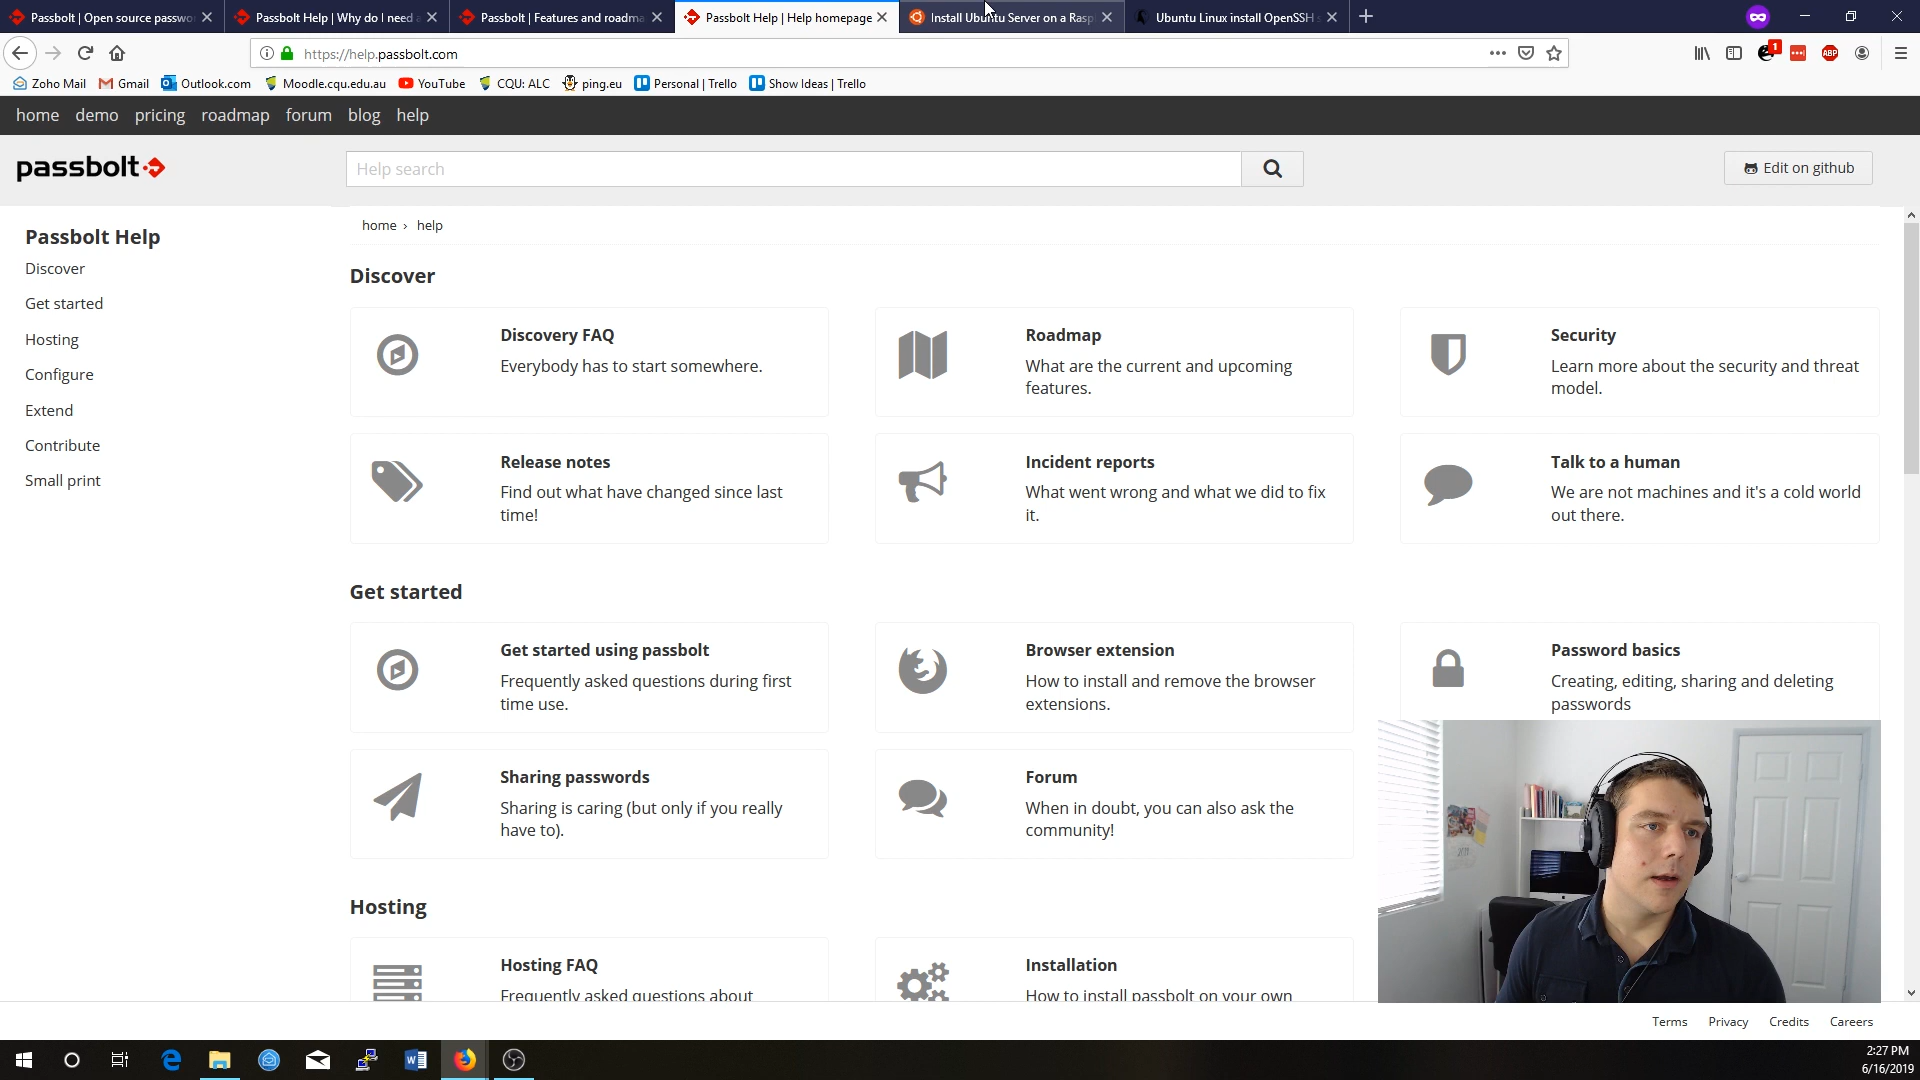 Passbolt | Open source passwo
Passbolt Help | Why do I need a
Passbolt | Features and roadma
Passbolt Help | Help homepage
Install Ubuntu Server on a Rasp
Ubuntu Linux install OpenSSH s
https://help.passbolt.com
1
ABP
Zoho Mail
Gmail
Outlook.com
Moodle.cqu.edu.au
YouTube
CQU: ALC
ping.eu
Personal | Trello
Show Ideas | Trello
home demo pricing roadmap forum blog help
passbolt
Help search
Edit on github
Passbolt Help
Discover
Get started
Hosting
Configure
Extend
Contribute
Small print
home › help
Discover
Discovery FAQ
Everybody has to start somewhere.
Roadmap
What are the current and upcoming
features.
Security
Learn more about the security and threat
model.
Release notes
Find out what have changed since last
time!
Incident reports
What went wrong and what we did to fix
it.
Talk to a human
We are not machines and it's a cold world
out there.
Get started
Get started using passbolt
Frequently asked questions during first
time use.
Browser extension
How to install and remove the browser
extensions.
Password basics
Creating, editing, sharing and deleting
passwords
Sharing passwords
Sharing is caring (but only if you really
have to).
Forum
When in doubt, you can also ask the
community!
Hosting
Hosting FAQ
Frequently asked questions about
Installation
How to install passbolt on your own
Terms Privacy Credits Careers
2:27 PM
6/16/2019